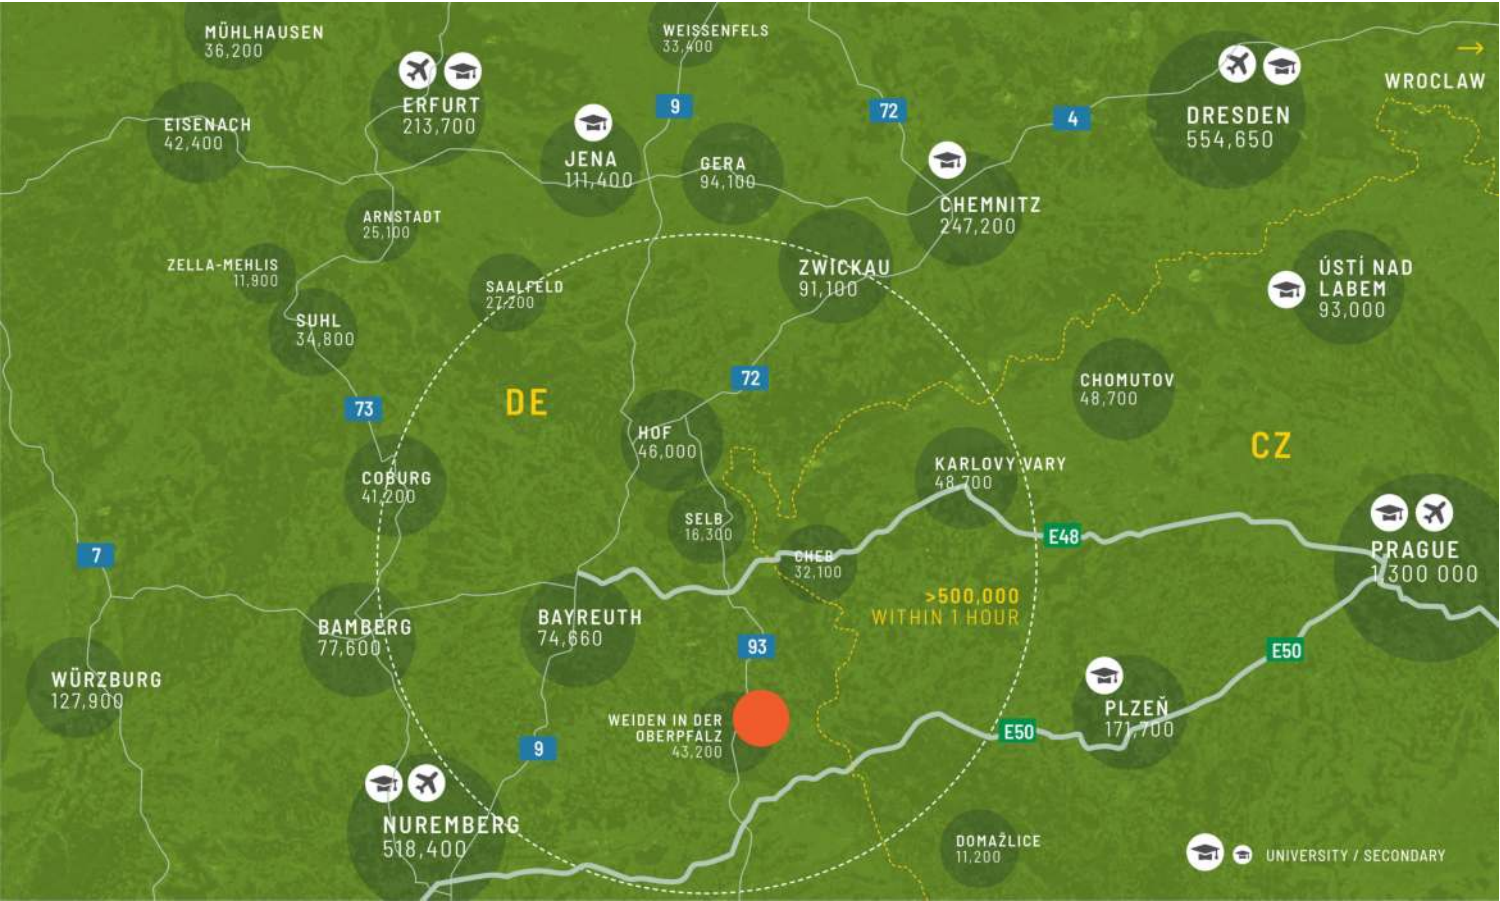 MÜHLHAUSEN
36,200
WEISSENFELS
33,400
WROCLAW
ERFURT
213,700
9
72
4
DRESDEN
554,650
EISENACH
42,400
JENA
111,400
GERA
94,100
CHEMNITZ
247,200
ARNSTADT
25,100
ZELLA-MEHLIS
11,900
SAALFELD
27,200
ZWICKAU
91,100
ÚSTÍ NAD
LABEM
93,000
SUHL
34,800
72
CHOMUTOV
48,700
73
DE
HOF
46,000
CZ
COBURG
41,200
KARLOVY VARY
48,700
SELB
16,300
E48
PRAGUE
1,300 000
7
CHEB
32,100
>500,000
WITHIN 1 HOUR
BAMBERG
77,600
BAYREUTH
74,660
93
E50
WÜRZBURG
127,900
WEIDEN IN DER
OBERPFALZ
43,200
PLZEŇ
171,700
E50
9
NUREMBERG
518,400
DOMAŽLICE
11,200
UNIVERSITY / SECONDARY